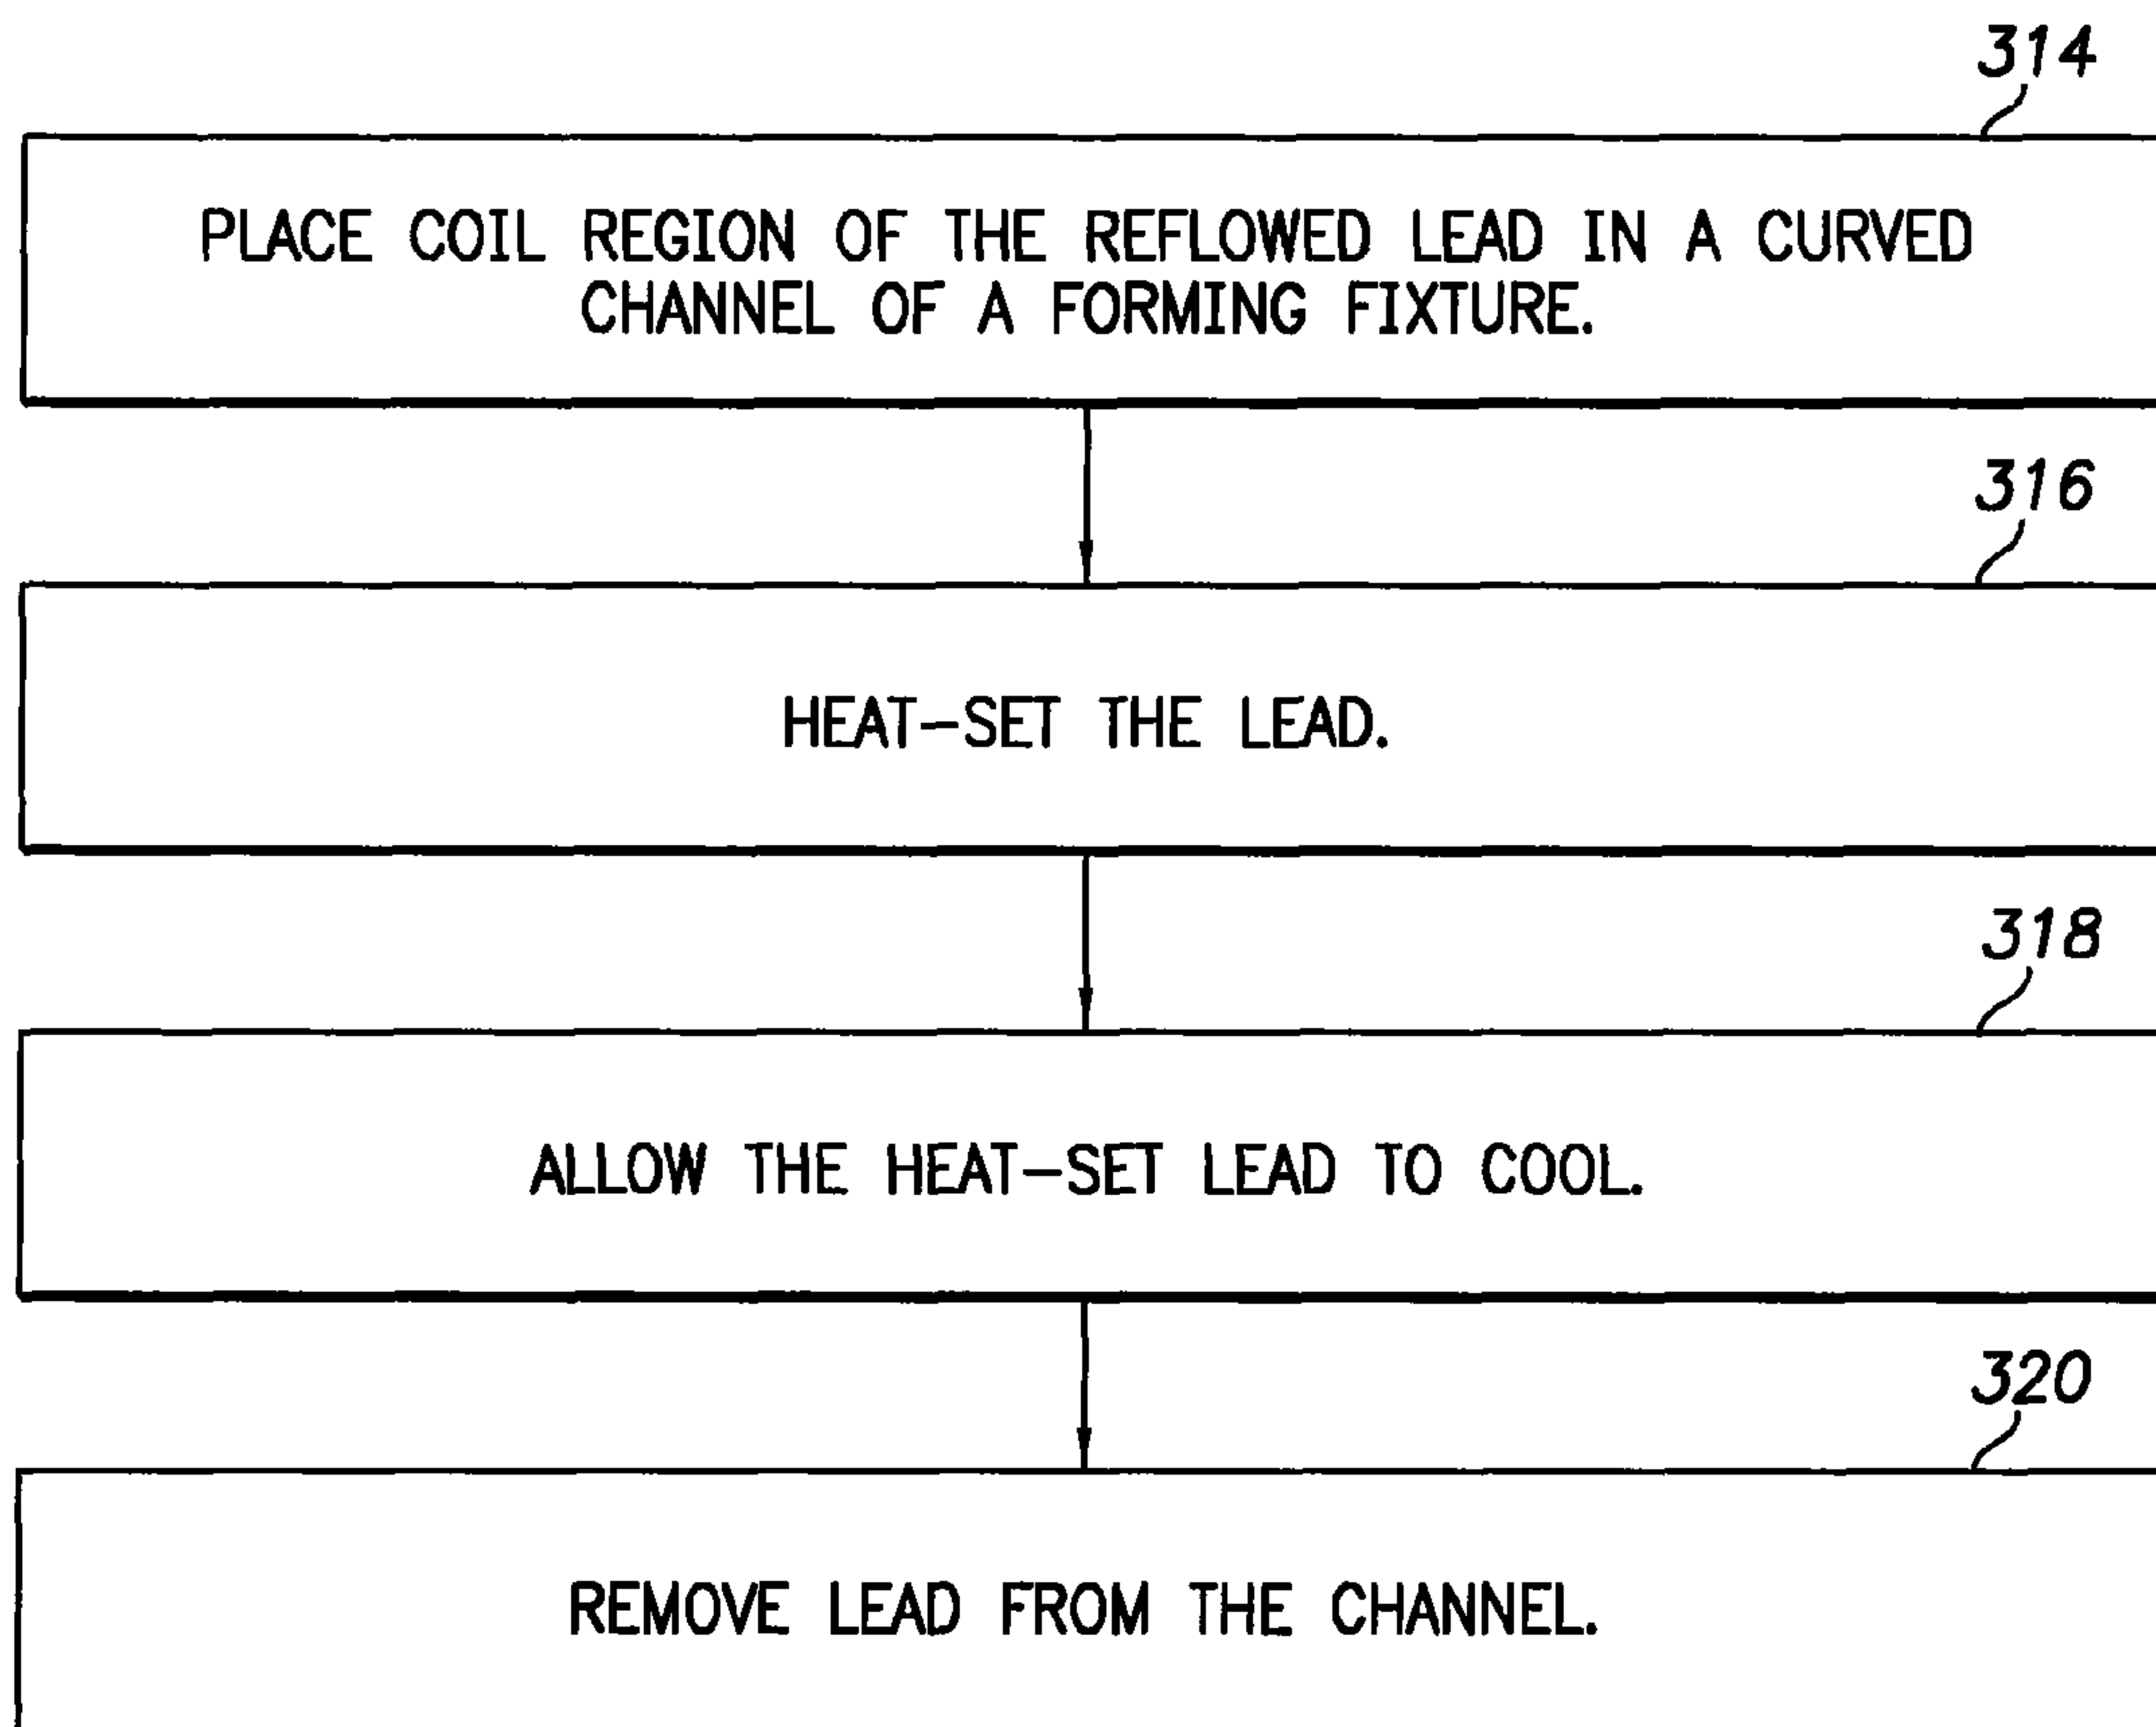 314
PLACE COIL REGION OF THE REFLOWED LEAD IN A CURVED
CHANNEL OF A FORMING FIXTURE.
316
HEAT-SET THE LEAD.
318
ALLOW THE HEAT-SET LEAD TO COOL.
320
REMOVE LEAD FROM THE CHANNEL.